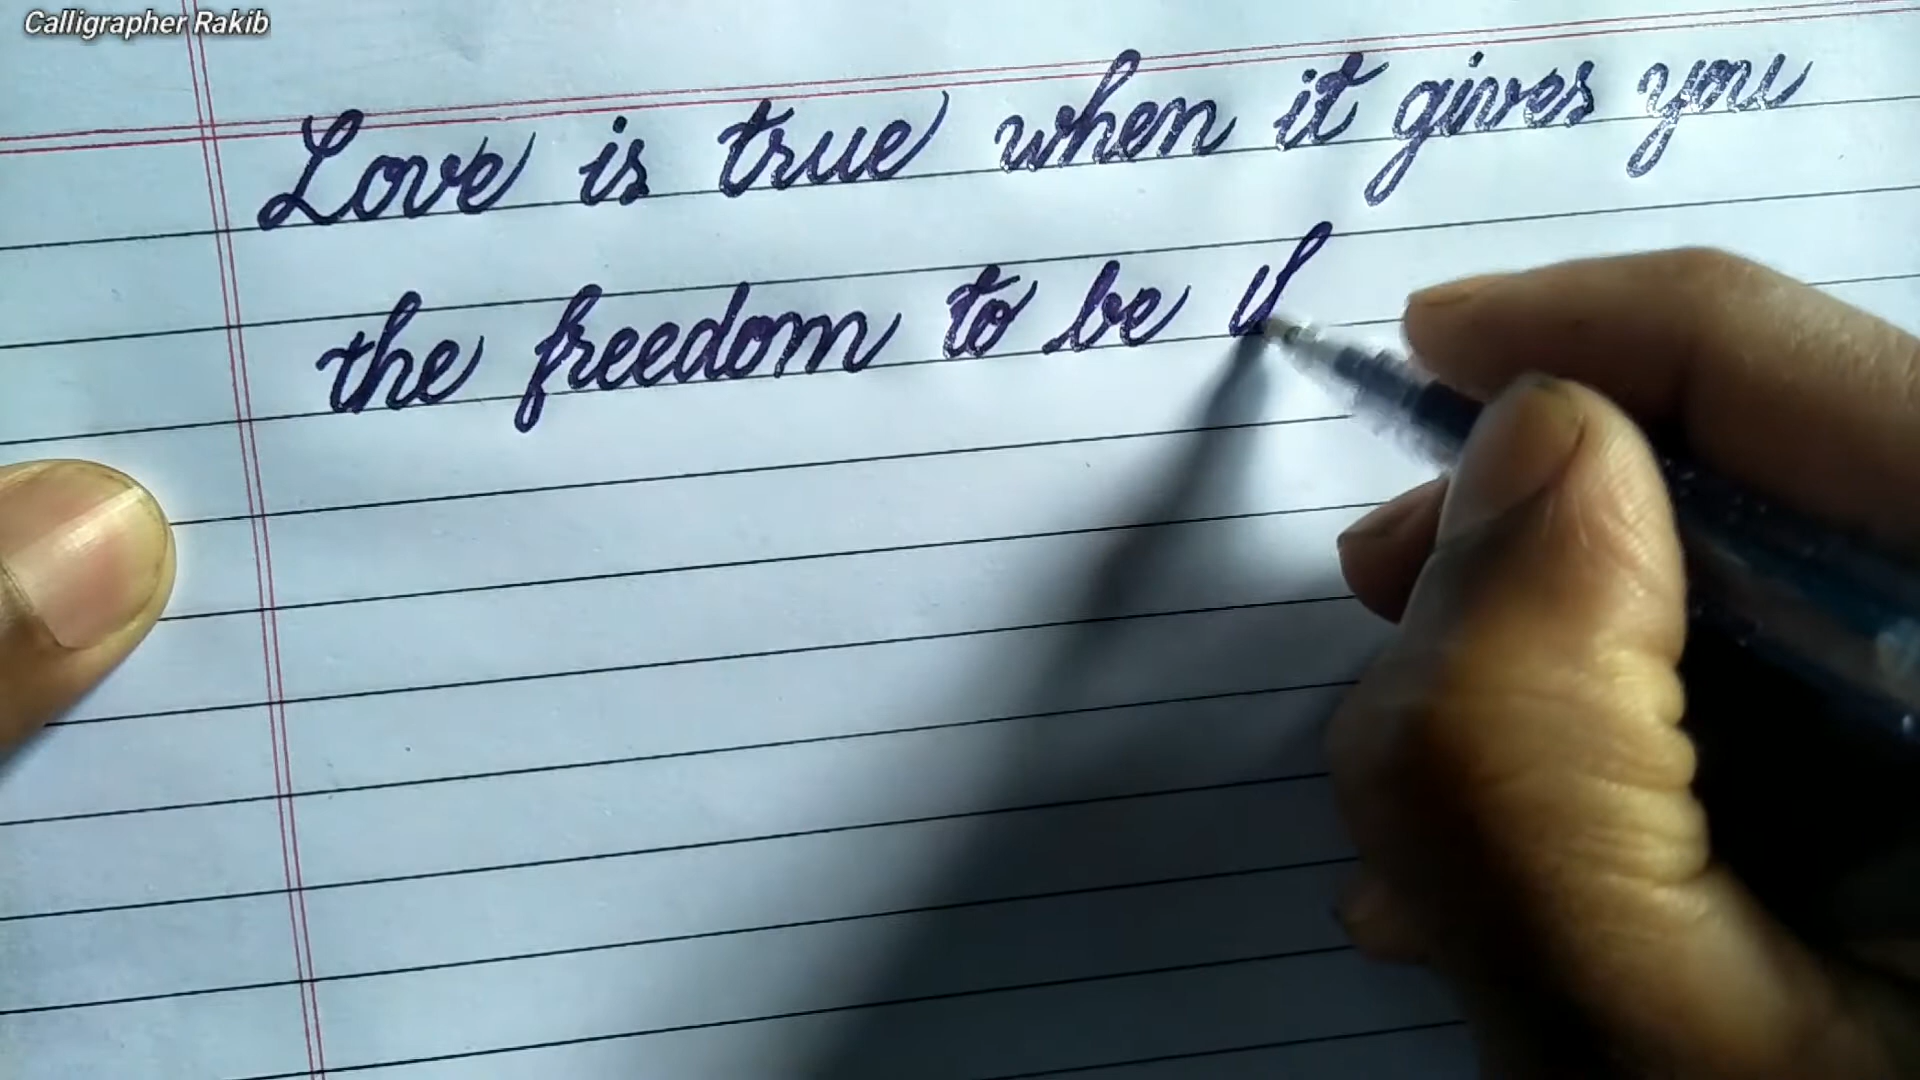 Calligrapher Rakib
Love is true when it gives you
the freedom to be